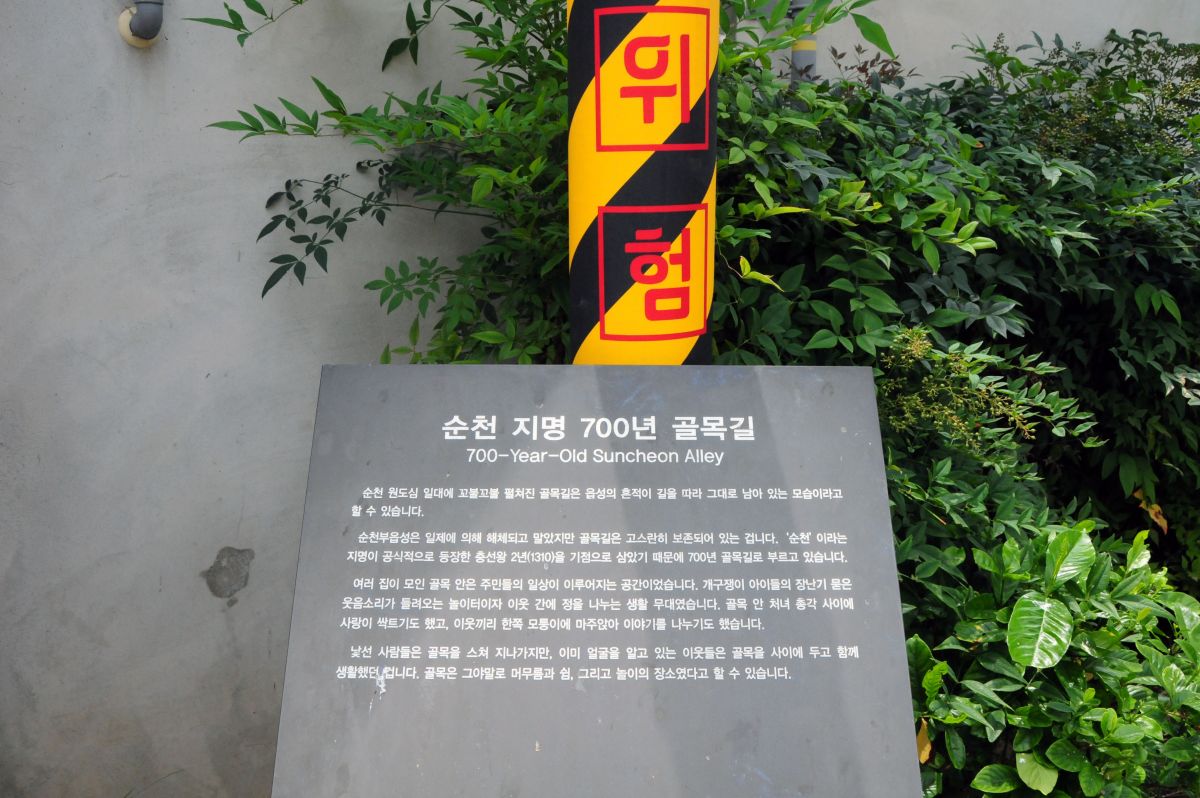 위
험
순천 지명 700년 골목길
700-Year-Old Suncheon Alley
순천 원도심 일대에 꼬불꼬불 펼쳐진 골목길은 읍성의 흔적이 길을 따라 그대로 남아 있는 모습이라고
할 수 있습니다.
순천부읍성은 일제에 의해 해체되고 말았지만 골목길은 고스란히 보존되어 있는 겁니다. '순천' 이라는
지명이 공식적으로 등장한 충선왕 2년(1310)을 기점으로 삼았기 때문에 700년 골목길로 부르고 있습니다.
여러 집이 모인 골목 안은 주민들의 일상이 이루어지는 공간이었습니다. 개구쟁이 아이들의 장난기 묻은
웃음소리가 들려오는 놀이터이자 이웃 간에 정을 나누는 생활 무대였습니다. 골목 안 처녀 총각 사이에
사랑이 싹트기도 했고, 이웃끼리 한쪽 모퉁이에 마주앉아 이야기를 나누기도 했습니다.
낯선 사람들은 골목을 스쳐 지나가지만, 이미 얼굴을 알고 있는 이웃들은 골목을 사이에 두고 함께
생활했던 겁니다. 골목은 그야말로 머무름과 쉼, 그리고 놀이의 장소였다고 할 수 있습니다.